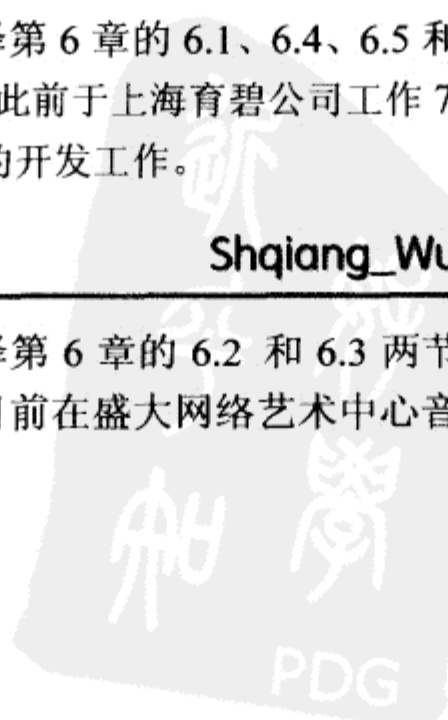 第 6 章的 6.1、6.4、6.5 和
此前于上海育碧公司工作 7
的开发工作。
Shqiang_Wu
第 6 章的 6.2 和 6.3 两节
目前在盛大网络艺术中心音
知 學
PDG